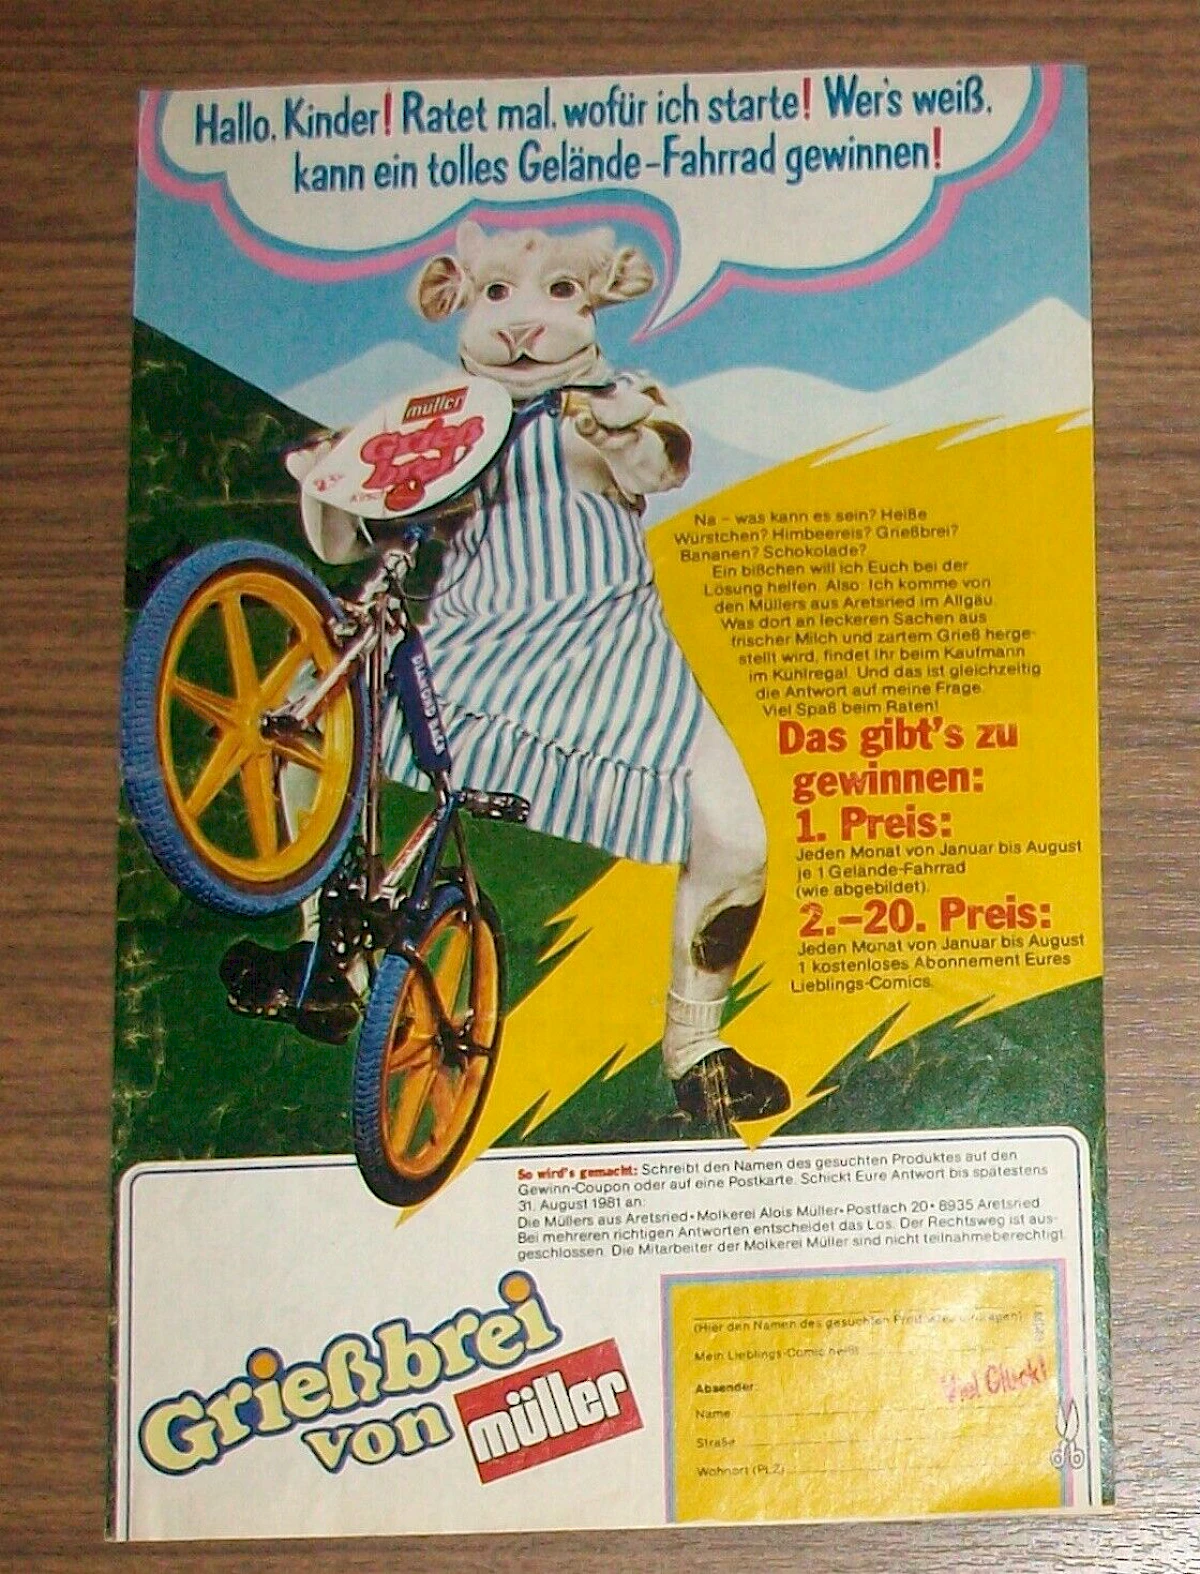 Hallo, Kinder! Ratet mal, wofür ich starte! Wer's weiß,
kann ein tolles Gelände-Fahrrad gewinnen!
müller
Grieß
brei
Na – was kann es sein? Heiße
Würstchen? Himbeereis? Grießbrei?
Bananen? Schokolade?
Ein bißchen will ich Euch bei der
Lösung helfen. Also: Ich komme von
den Müllers aus Aretsried im Allgäu.
Was dort an leckeren Sachen aus
frischer Milch und zartem Grieß herge-
stellt wird, findet Ihr beim Kaufmann
im Kühlregal. Und das ist gleichzeitig
die Antwort auf meine Frage.
Viel Spaß beim Raten!
DIAMOND BACK
Das gibt's zu
gewinnen:
1. Preis:
Jeden Monat von Januar bis August
je 1 Gelände-Fahrrad
(wie abgebildet).
2.–20. Preis:
Jeden Monat von Januar bis August
1 kostenloses Abonnement Eures
Lieblings-Comics.
So wird's gemacht: Schreibt den Namen des gesuchten Produktes auf den
Gewinn-Coupon oder auf eine Postkarte. Schickt Eure Antwort bis spätestens
31. August 1981 an:
Die Müllers aus Aretsried • Molkerei Alois Müller • Postfach 20 • 8935 Aretsried
Bei mehreren richtigen Antworten entscheidet das Los. Der Rechtsweg ist aus-
geschlossen. Die Mitarbeiter der Molkerei Müller sind nicht teilnahmeberechtigt.
Grießbrei
von müller
(Hier den Namen des gesuchten Produktes eintragen)
Mein Lieblings-Comic heißt
Viel Glück!
Absender:
Name
Straße
Wohnort (PLZ)